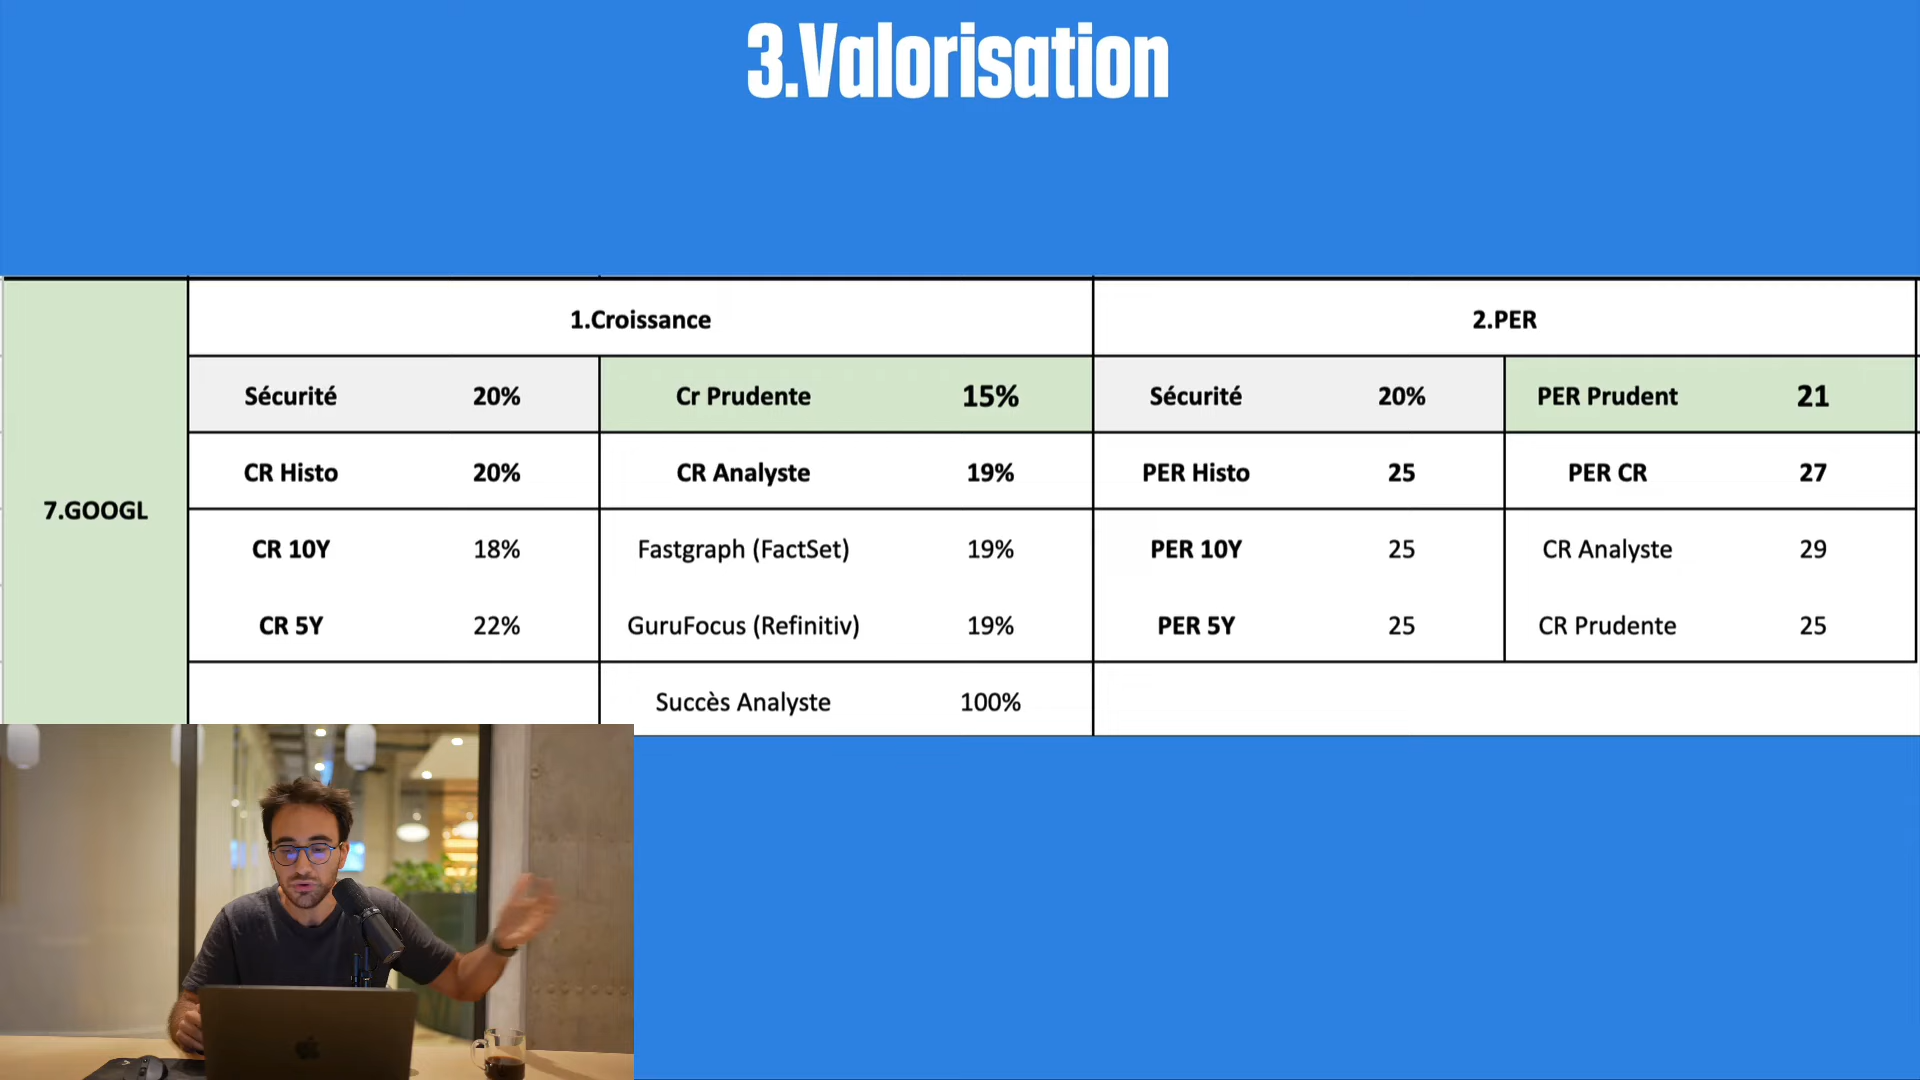 3.Valorisation
1.Croissance 2.PER
Sécurité 20% Cr Prudente 15% Sécurité 20% PER Prudent 21
CR Histo 20% CR Analyste 19% PER Histo 25 PER CR 27
7.GOOGL
CR 10Y 18% Fastgraph (FactSet) 19% PER 10Y 25 CR Analyste 29
CR 5Y 22% GuruFocus (Refinitiv) 19% PER 5Y 25 CR Prudente 25
Succès Analyste 100%